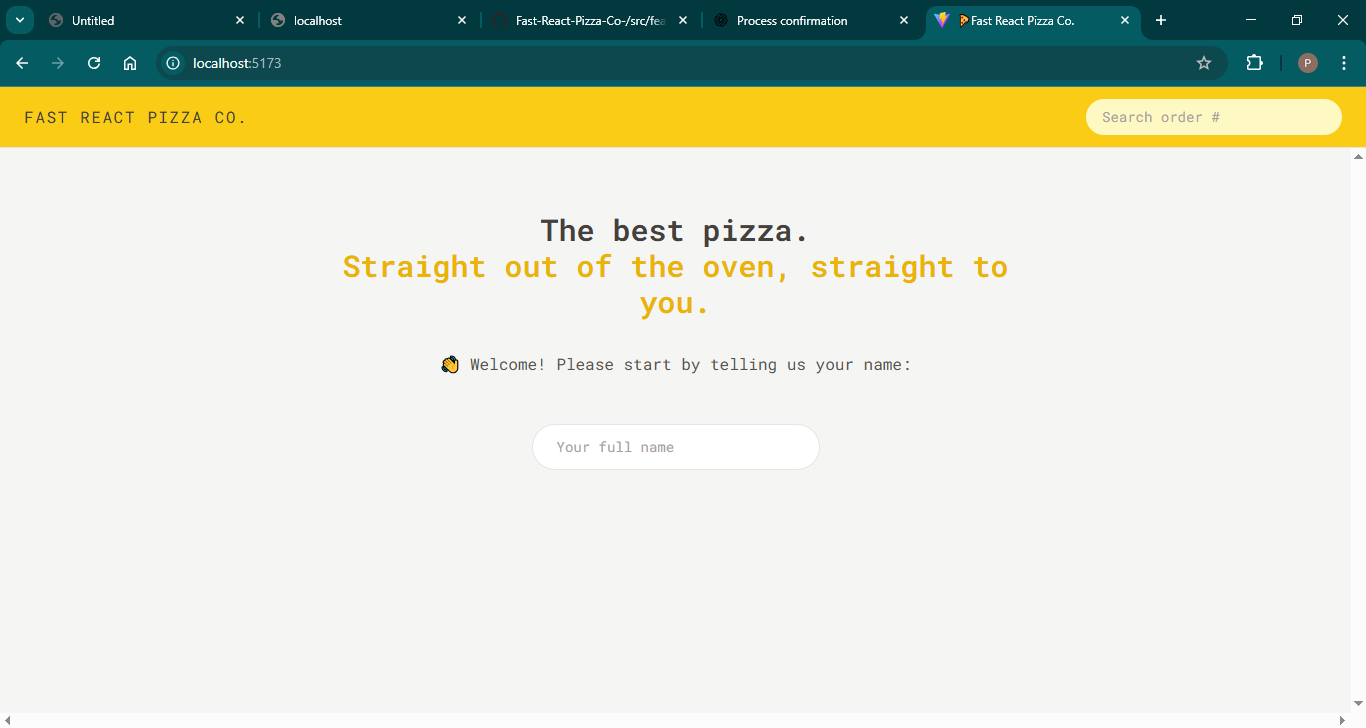 Untitled
localhost
Fast-React-Pizza-Co-/src/fea
Process confirmation
🍕Fast React Pizza Co.
localhost:5173
P
FAST REACT PIZZA CO.
Search order #
The best pizza.
Straight out of the oven, straight to
you.
👋 Welcome! Please start by telling us your name:
Your full name